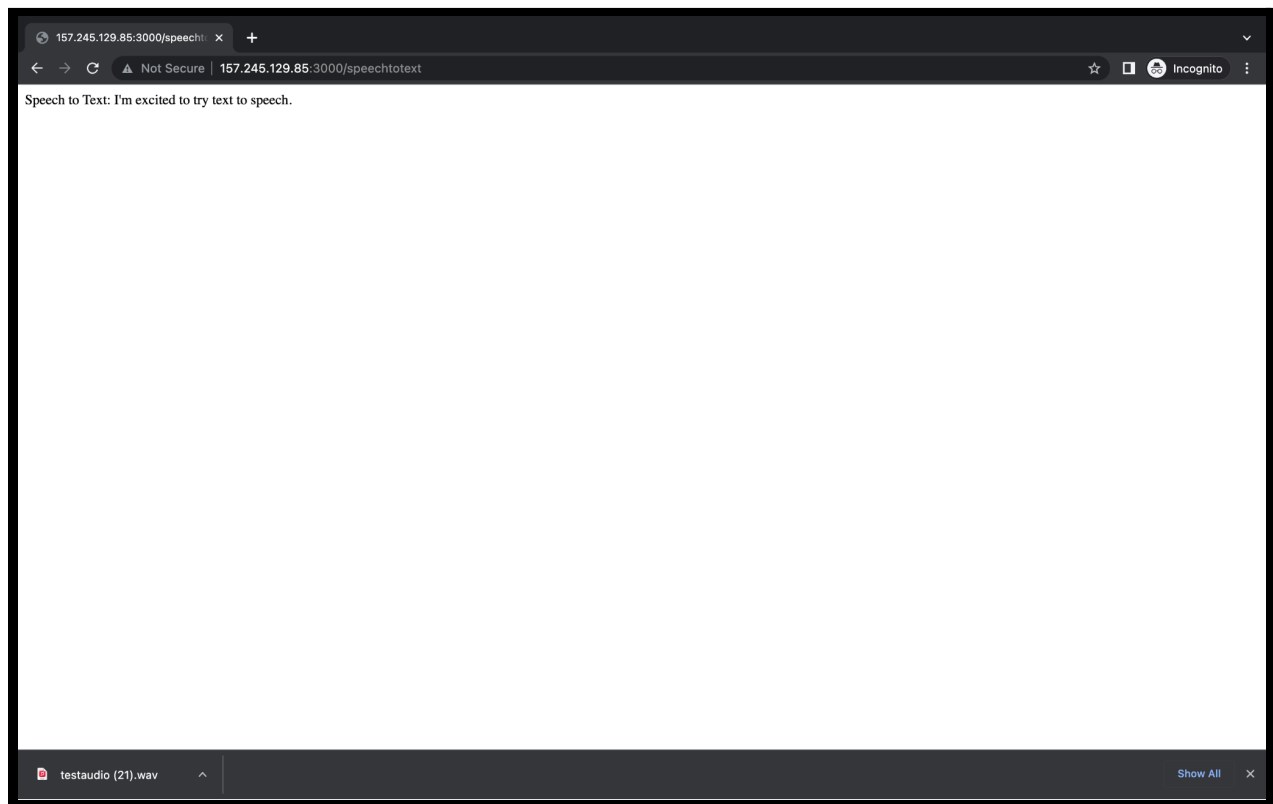 157.245.129.85:3000/speecht
Not Secure | 157.245.129.85:3000/speechtotext
Incognito
Speech to Text: I'm excited to try text to speech.
testaudio (21).wav
Show All